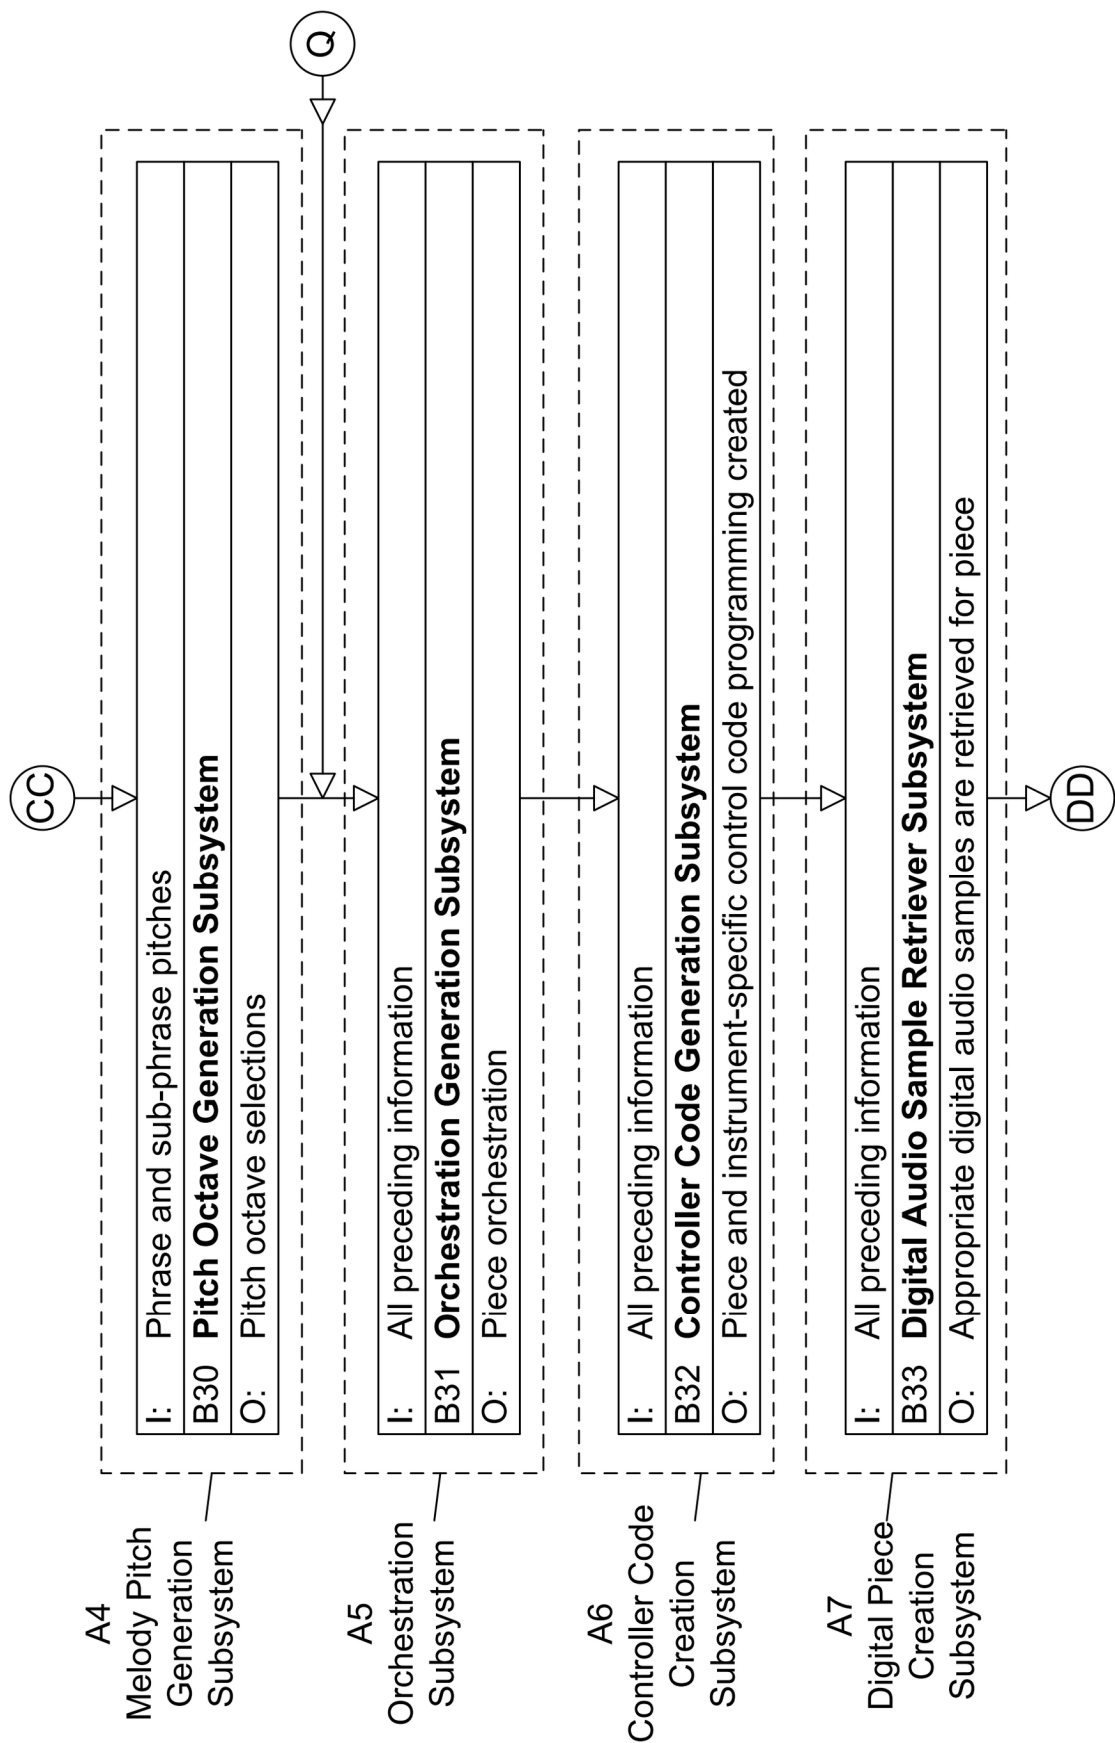 CC
Q
A4
Melody Pitch
Generation
Subsystem
I: Phrase and sub-phrase pitches
B30 Pitch Octave Generation Subsystem
O: Pitch octave selections
A5
Orchestration
Subsystem
I: All preceding information
B31 Orchestration Generation Subsystem
O: Piece orchestration
A6
Controller Code
Creation
Subsystem
I: All preceding information
B32 Controller Code Generation Subsystem
O: Piece and instrument-specific control code programming created
A7
Digital Piece
Creation
Subsystem
I: All preceding information
B33 Digital Audio Sample Retriever Subsystem
O: Appropriate digital audio samples are retrieved for piece
DD